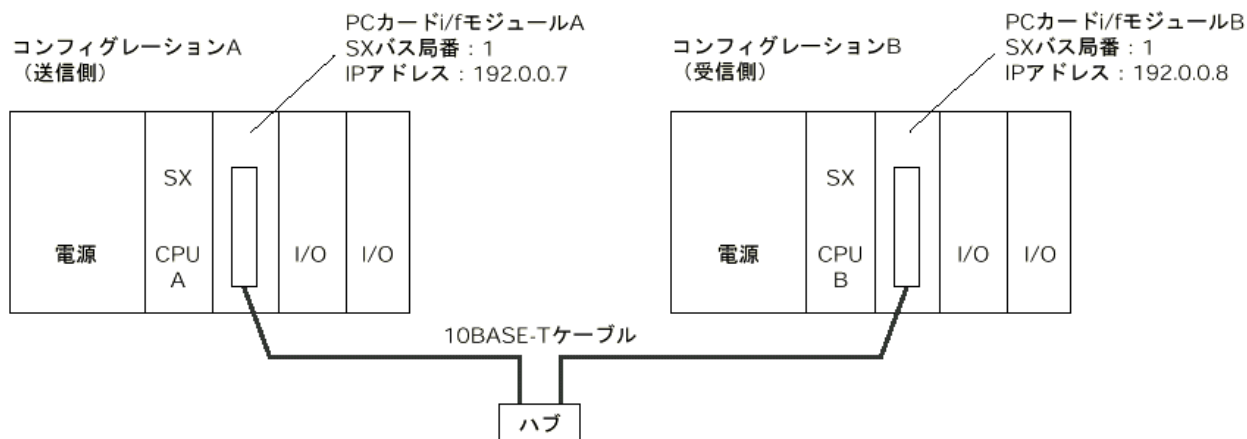 コンフィグレーションA
（送信側）
PCカードi/fモジュールA
SXバス局番：1
IPアドレス：192.0.0.7
電源
SX
CPU
A
I/O
I/O
コンフィグレーションB
（受信側）
PCカードi/fモジュールB
SXバス局番：1
IPアドレス：192.0.0.8
電源
SX
CPU
B
I/O
I/O
10BASE-Tケーブル
ハブ